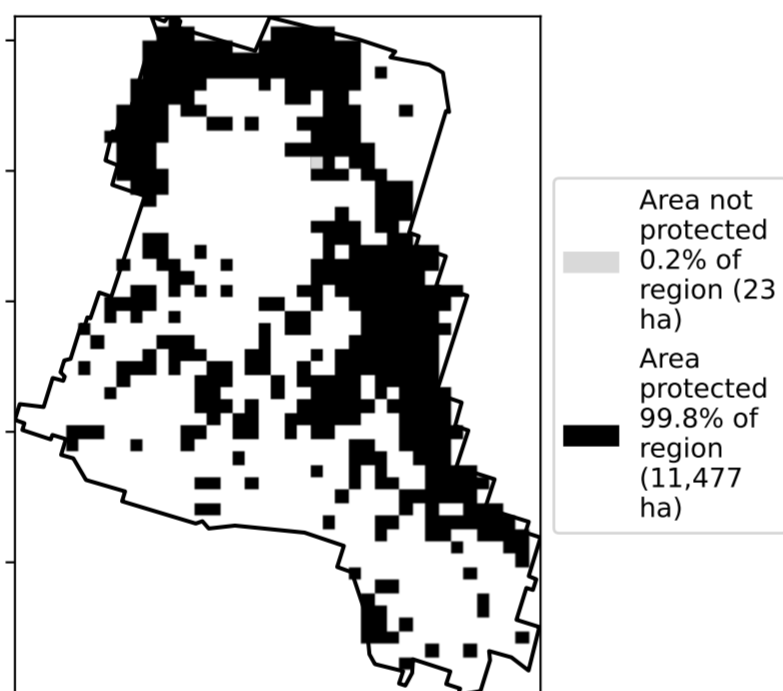 Area not
protected
0.2% of
region (23
ha)
Area
protected
99.8% of
region
(11,477
ha)